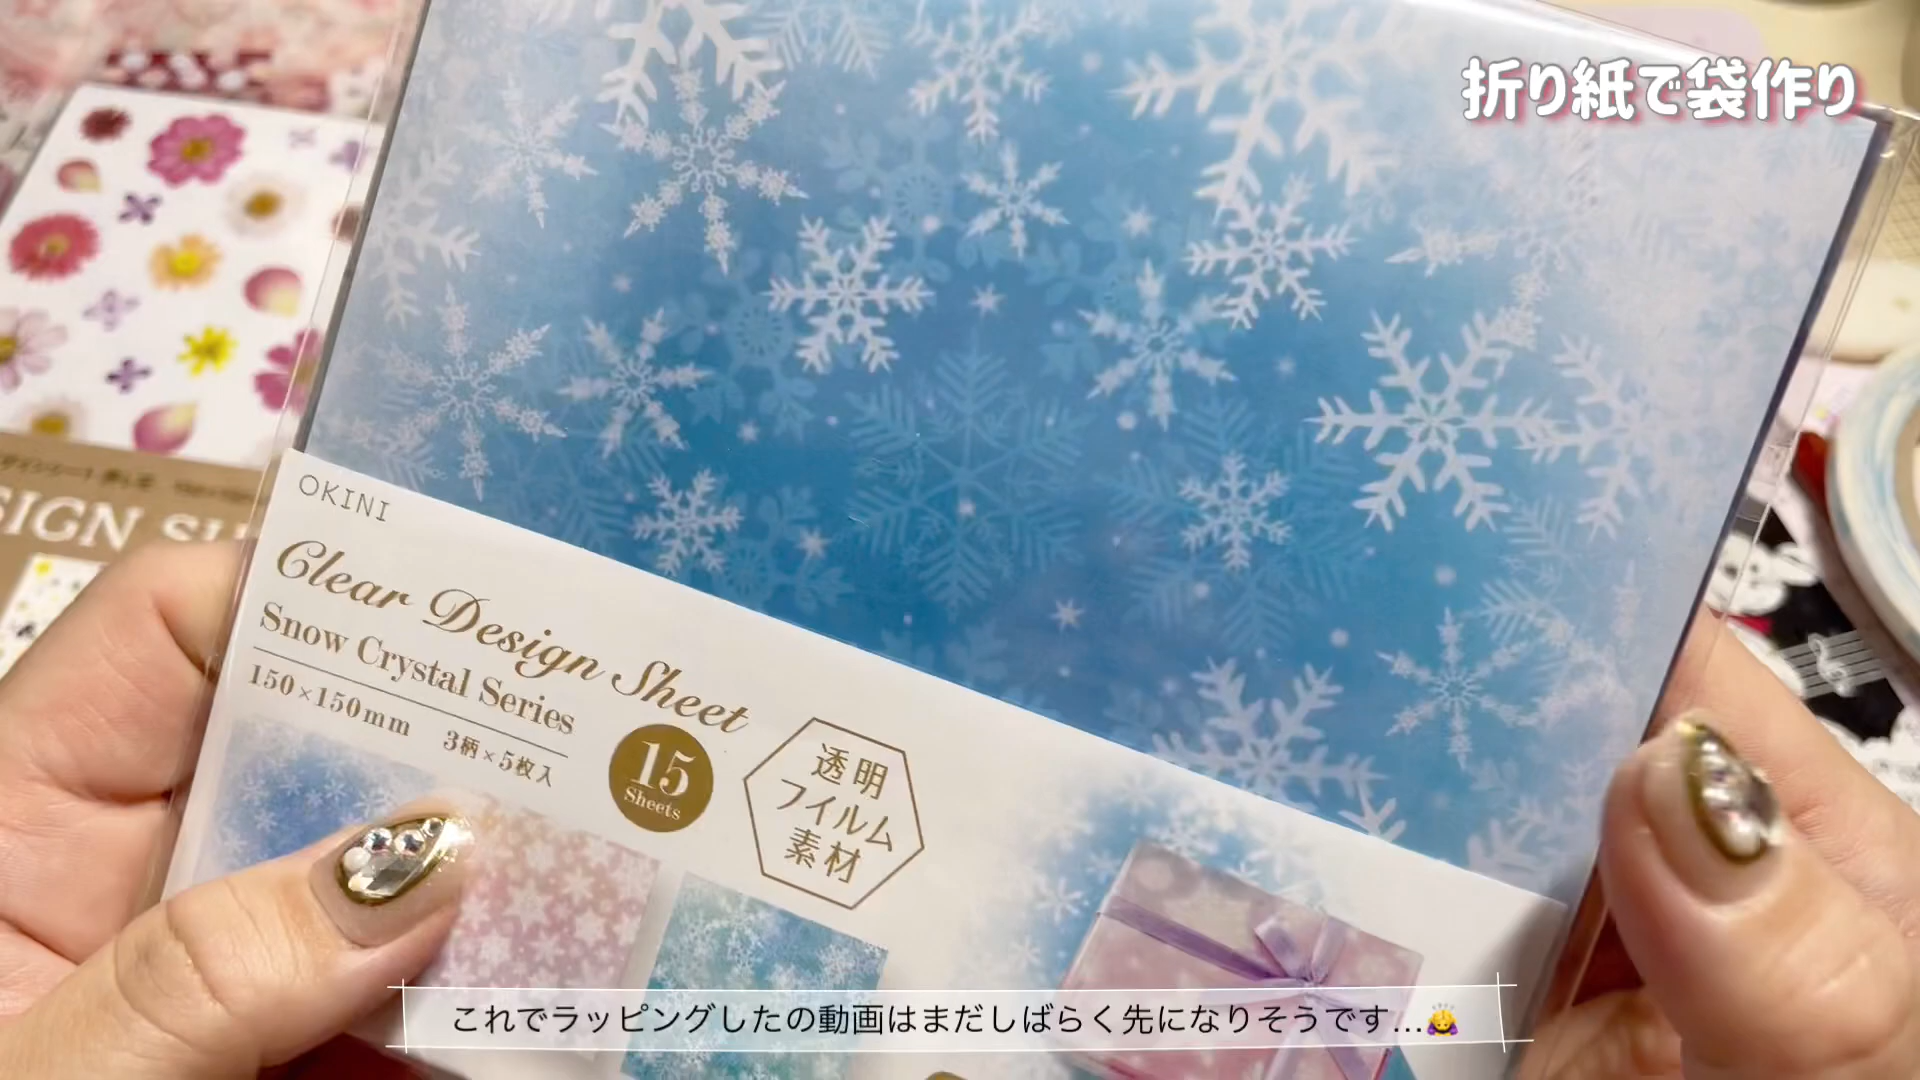 折り紙で袋作り
OKINI
Clear Design Sheet
Snow Crystal Series
150×150mm 3柄×5枚入
15
Sheets
透明
フイルム
素材
これでラッピングしたの動画はまだしばらく先になりそうです…🙇‍♀️